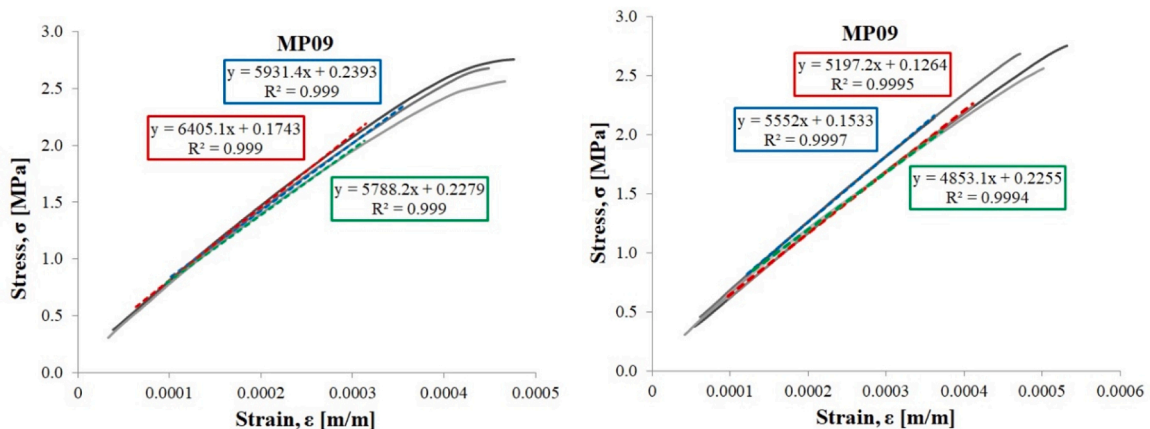 MP09
y = 5931.4x + 0.2393
R² = 0.999
y = 6405.1x + 0.1743
R² = 0.999
y = 5788.2x + 0.2279
R² = 0.999
Stress, σ [MPa]
3.0
2.5
2.0
1.5
1.0
0.5
0.0
0
0.0001
0.0002
0.0003
0.0004
0.0005
Strain, ε [m/m]
MP09
y = 5197.2x + 0.1264
R² = 0.9995
y = 5552x + 0.1533
R² = 0.9997
y = 4853.1x + 0.2255
R² = 0.9994
Stress, σ [MPa]
3.0
2.5
2.0
1.5
1.0
0.5
0.0
0
0.0001
0.0002
0.0003
0.0004
0.0005
0.0006
Strain, ε [m/m]